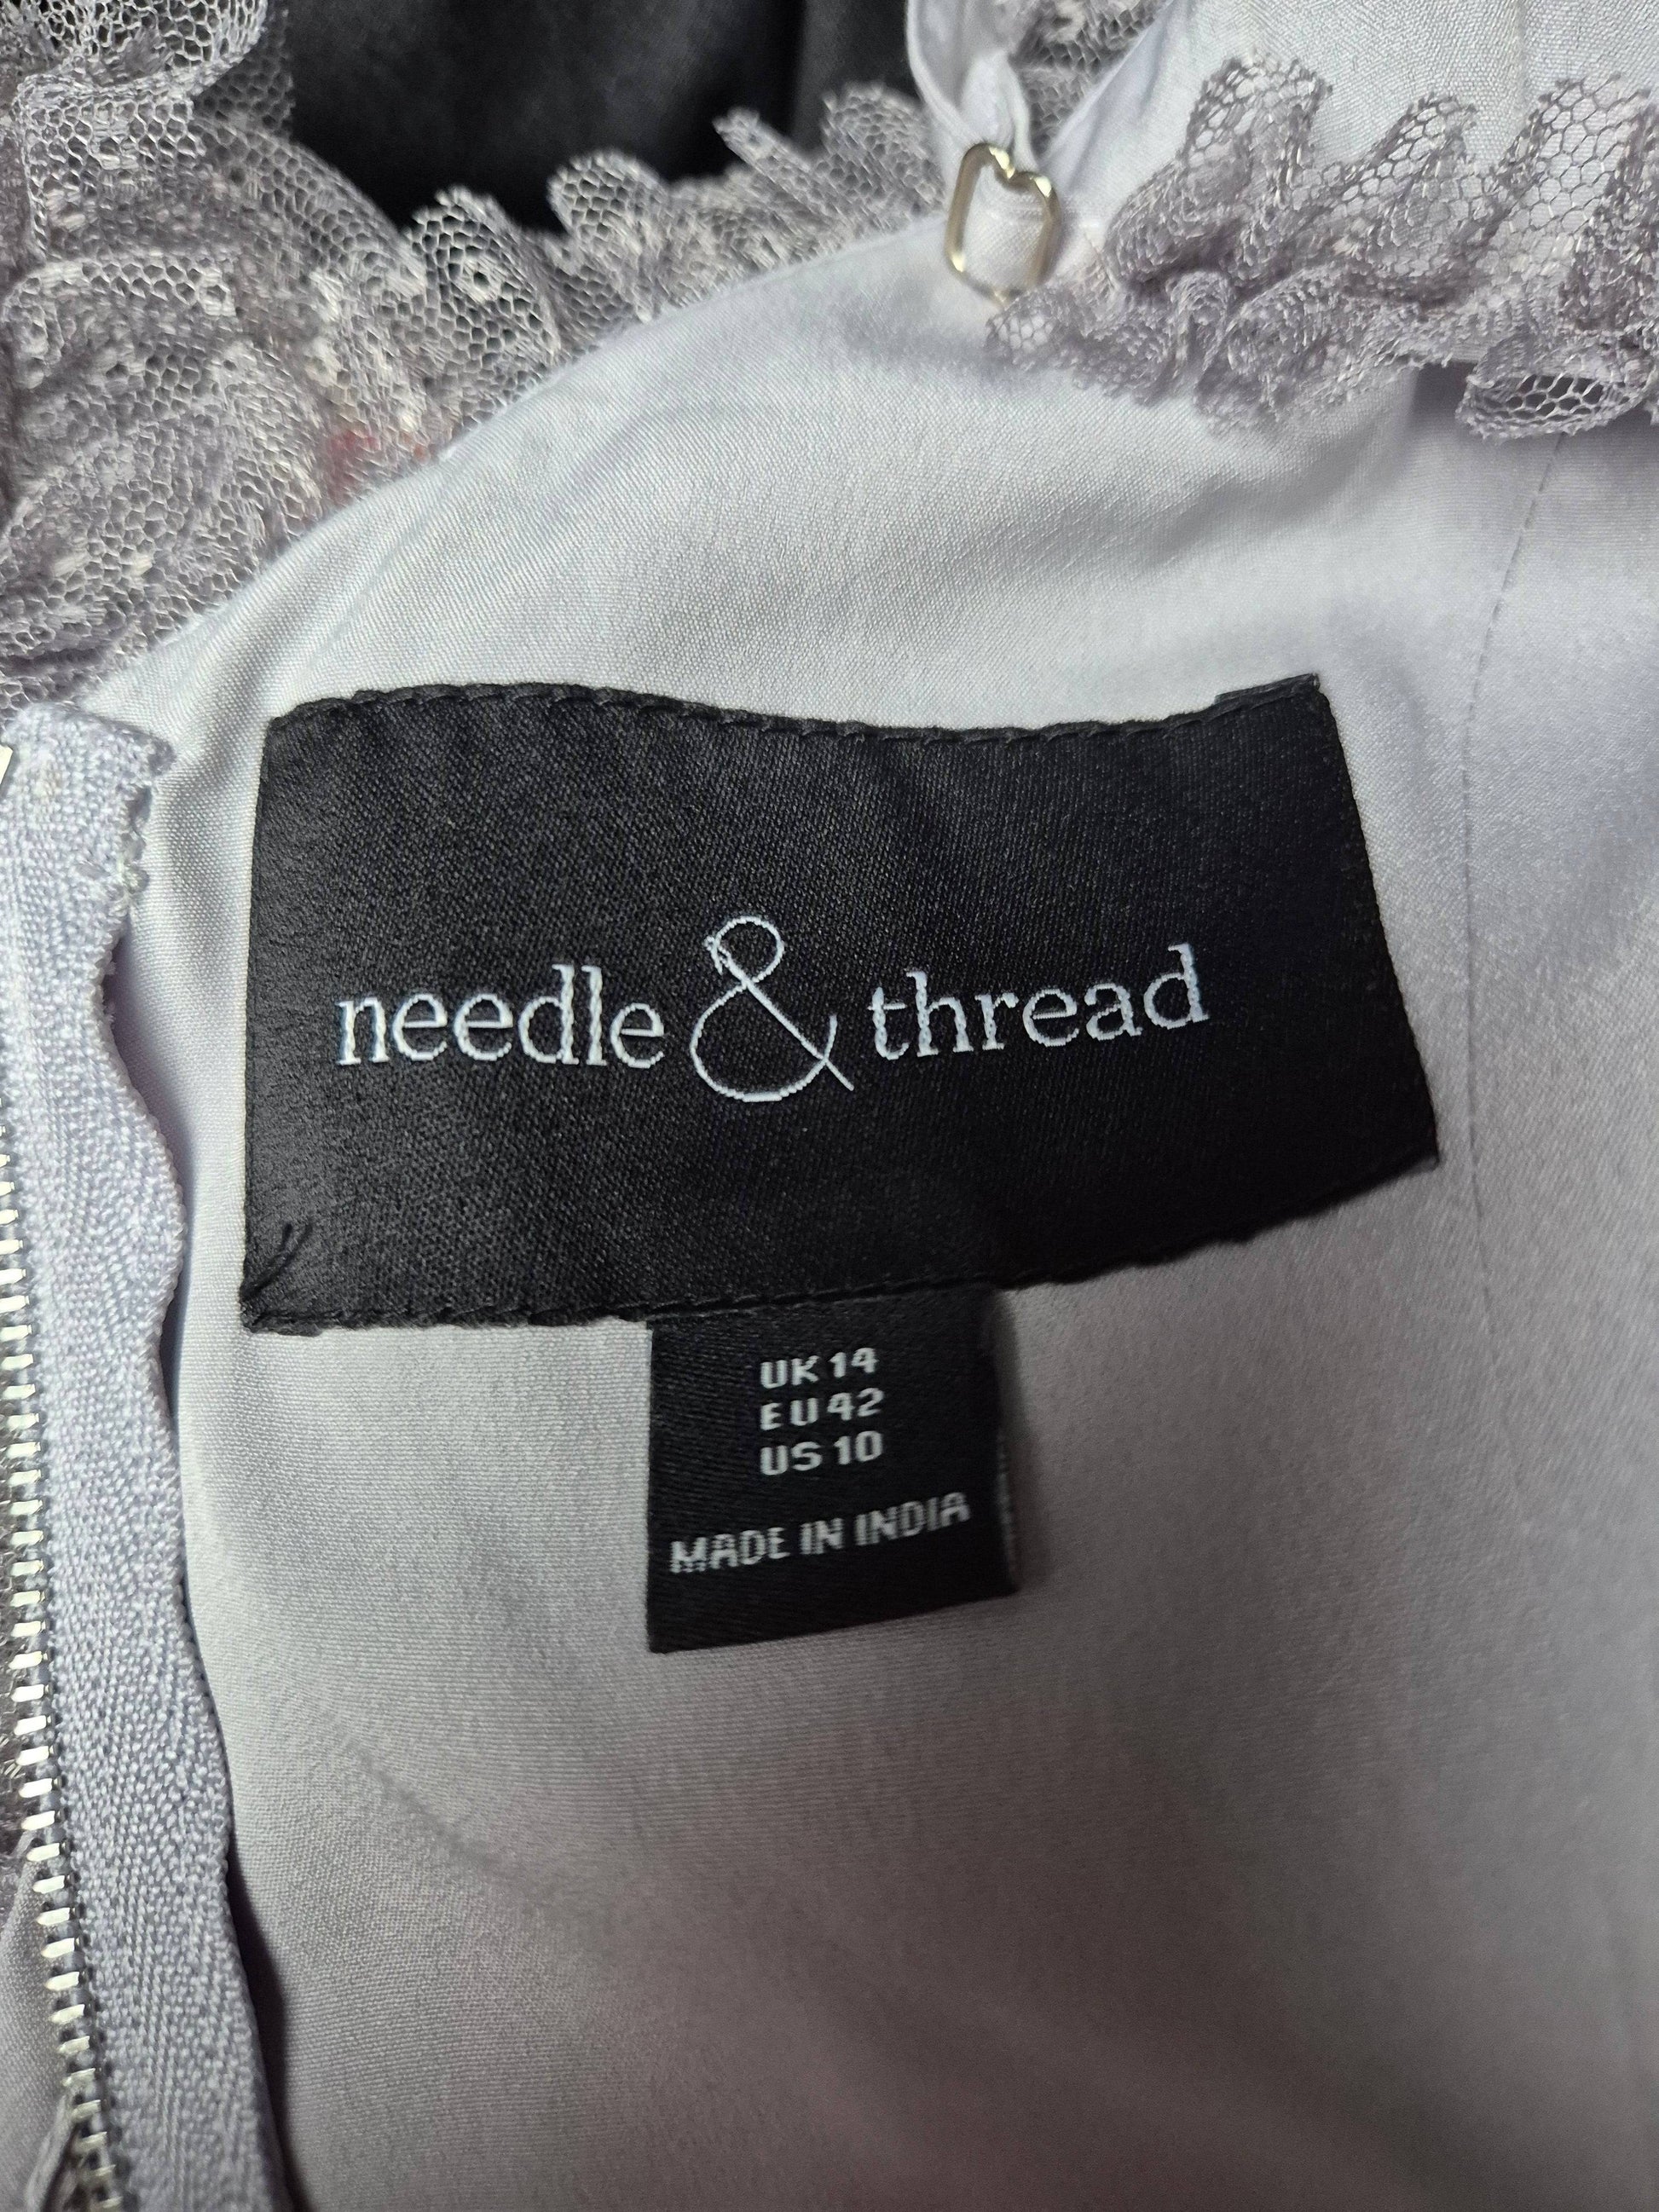 needle & thread
UK 14
EU 42
US 10
MADE IN INDIA